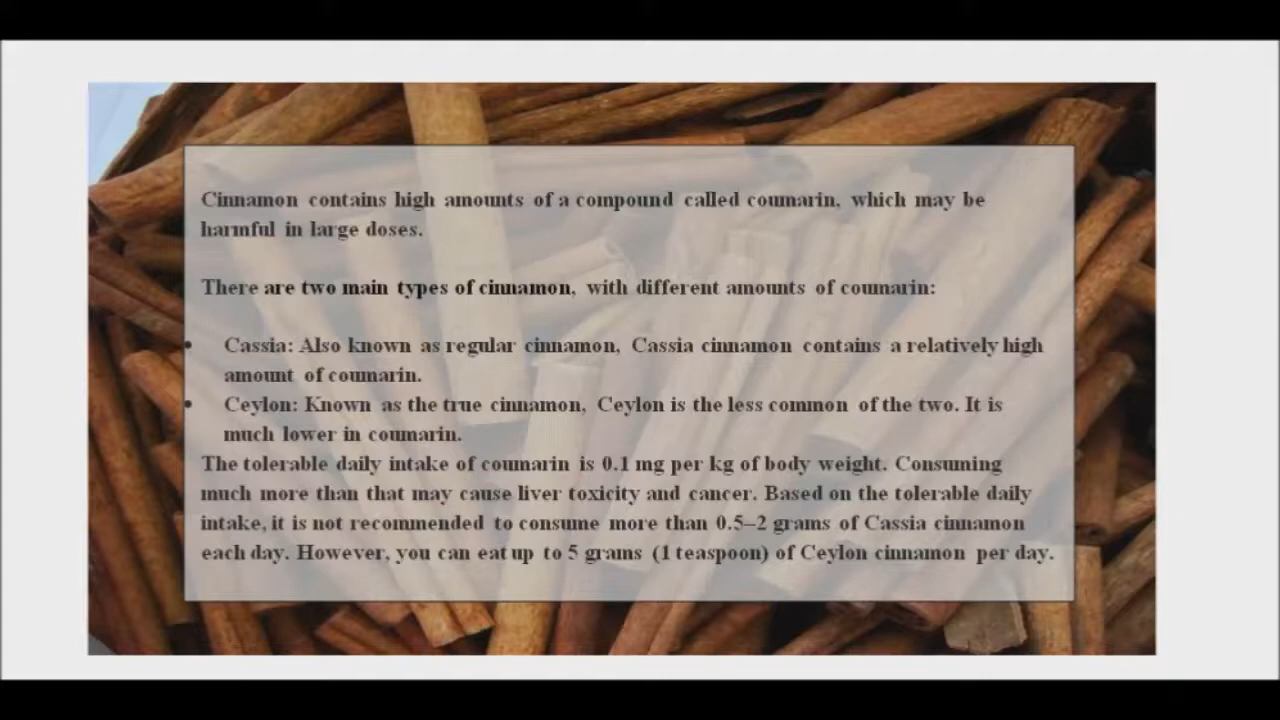 Cinnamon contains high amounts of a compound called coumarin, which may be
harmful in large doses.
There are two main types of cinnamon, with different amounts of coumarin:
• Cassia: Also known as regular cinnamon, Cassia cinnamon contains a relatively high
amount of coumarin.
• Ceylon: Known as the true cinnamon, Ceylon is the less common of the two. It is
much lower in coumarin.
The tolerable daily intake of coumarin is 0.1 mg per kg of body weight. Consuming
much more than that may cause liver toxicity and cancer. Based on the tolerable daily
intake, it is not recommended to consume more than 0.5–2 grams of Cassia cinnamon
each day. However, you can eat up to 5 grams (1 teaspoon) of Ceylon cinnamon per day.